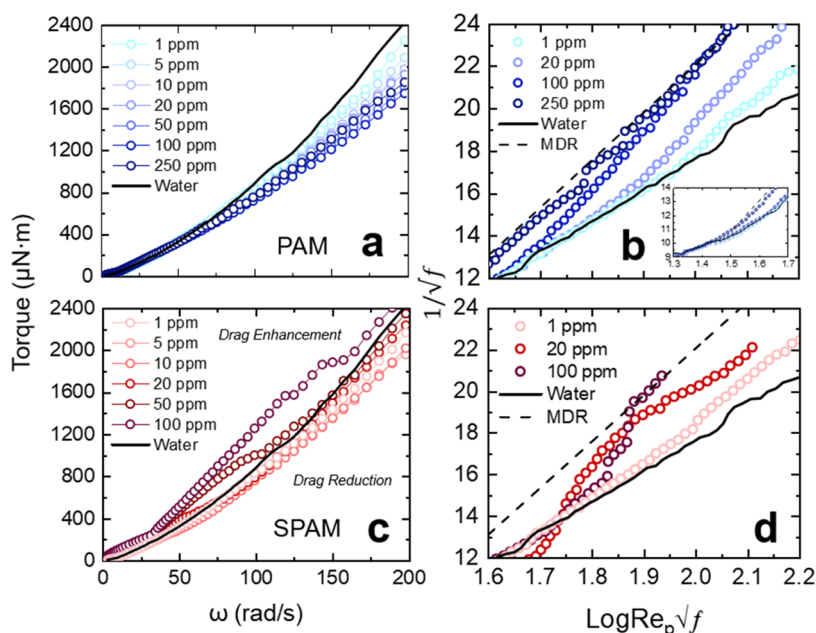 2400
2000
1600
1200
800
400
0
1 ppm
5 ppm
10 ppm
20 ppm
50 ppm
100 ppm
250 ppm
Water
PAM
a
24
22
20
18
16
14
12
1 ppm
20 ppm
100 ppm
250 ppm
Water
MDR
14
13
12
11
10
9
1.3 1.4 1.5 1.6 1.7
b
Torque (μN·m)
1/√f
2400
2000
1600
1200
800
400
0
1 ppm
5 ppm
10 ppm
20 ppm
50 ppm
100 ppm
Water
Drag Enhancement
Drag Reduction
SPAM
c
0 50 100 150 200
ω (rad/s)
24
22
20
18
16
14
12
1 ppm
20 ppm
100 ppm
Water
MDR
d
1.6 1.7 1.8 1.9 2.0 2.1 2.2
LogReₚ√f